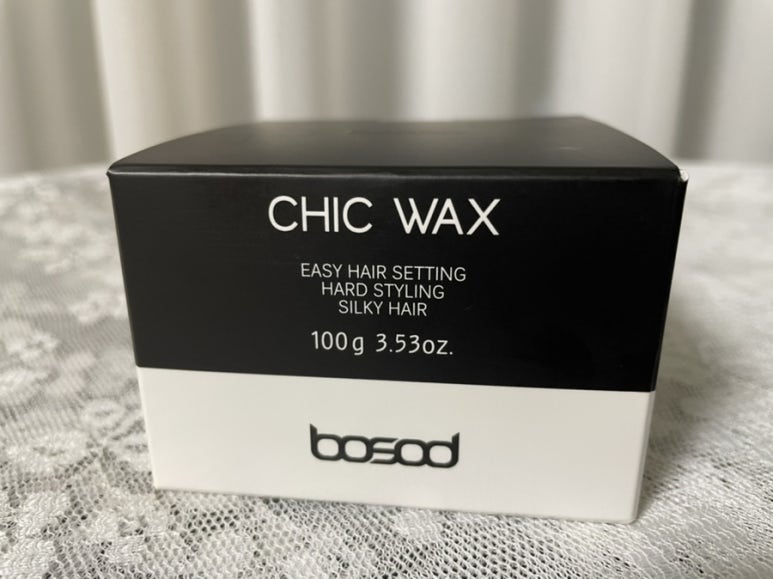 CHIC WAX
EASY HAIR SETTING
HARD STYLING
SILKY HAIR
100g 3.53oz.
bosod